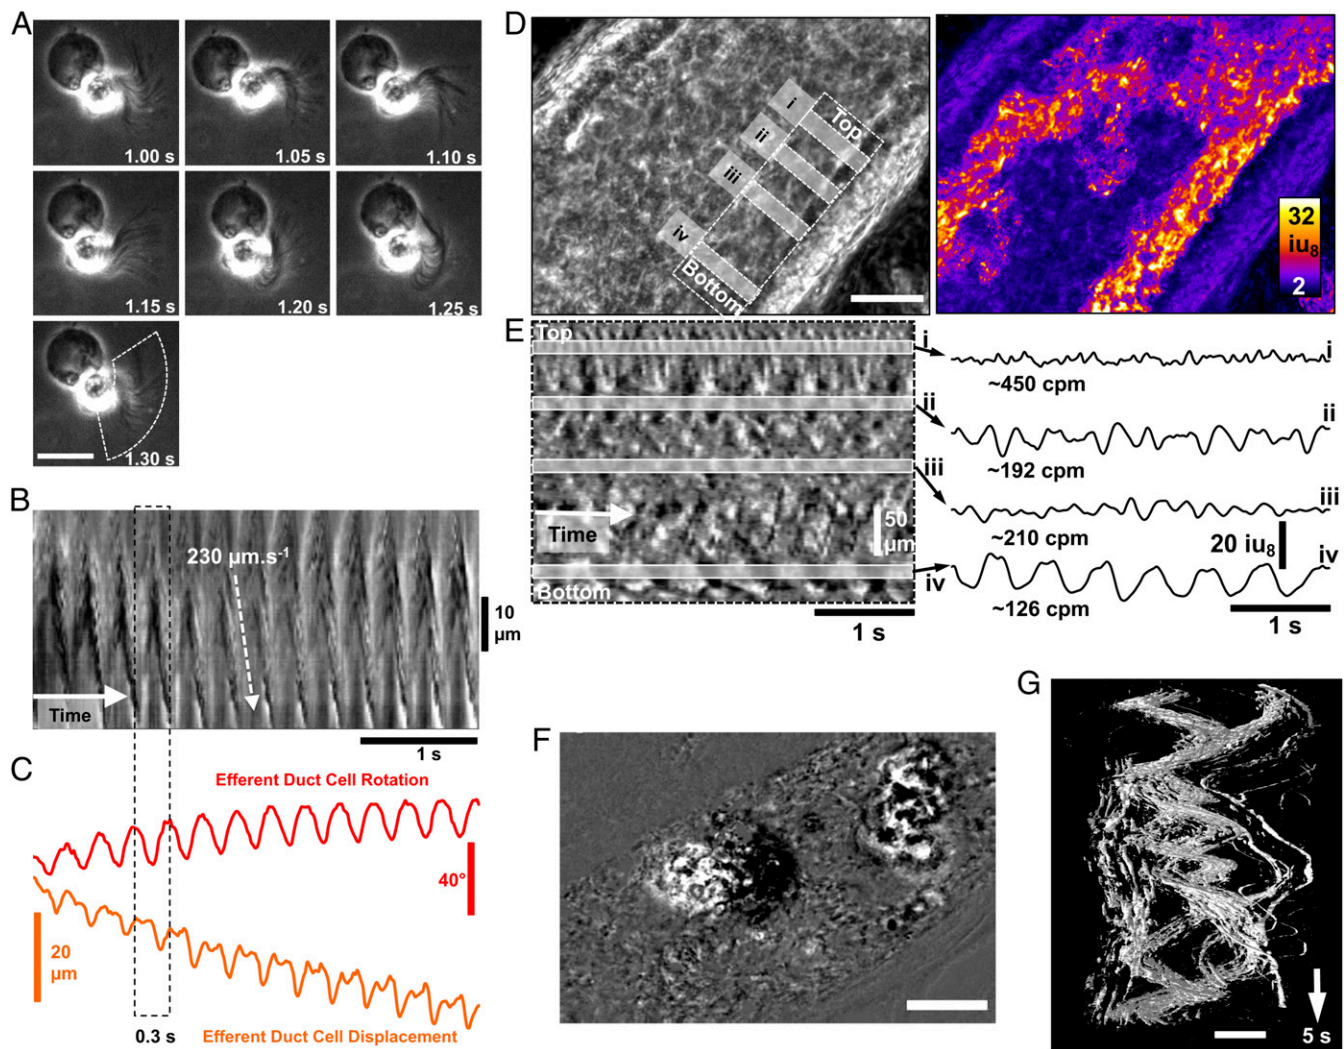 A
1.00 s
1.05 s
1.10 s
1.15 s
1.20 s
1.25 s
1.30 s
B
230 µm.s-1
10
µm
Time
1 s
C
Efferent Duct Cell Rotation
40°
20
µm
0.3 s
Efferent Duct Cell Displacement
D
i
Top
ii
iii
iv
Bottom
32
iu8
2
E
Top
i
ii
iii
Time
50
µm
Bottom
iv
1 s
i
~450 cpm
ii
~192 cpm
iii
~210 cpm
20 iu8
iv
~126 cpm
1 s
F
G
5 s